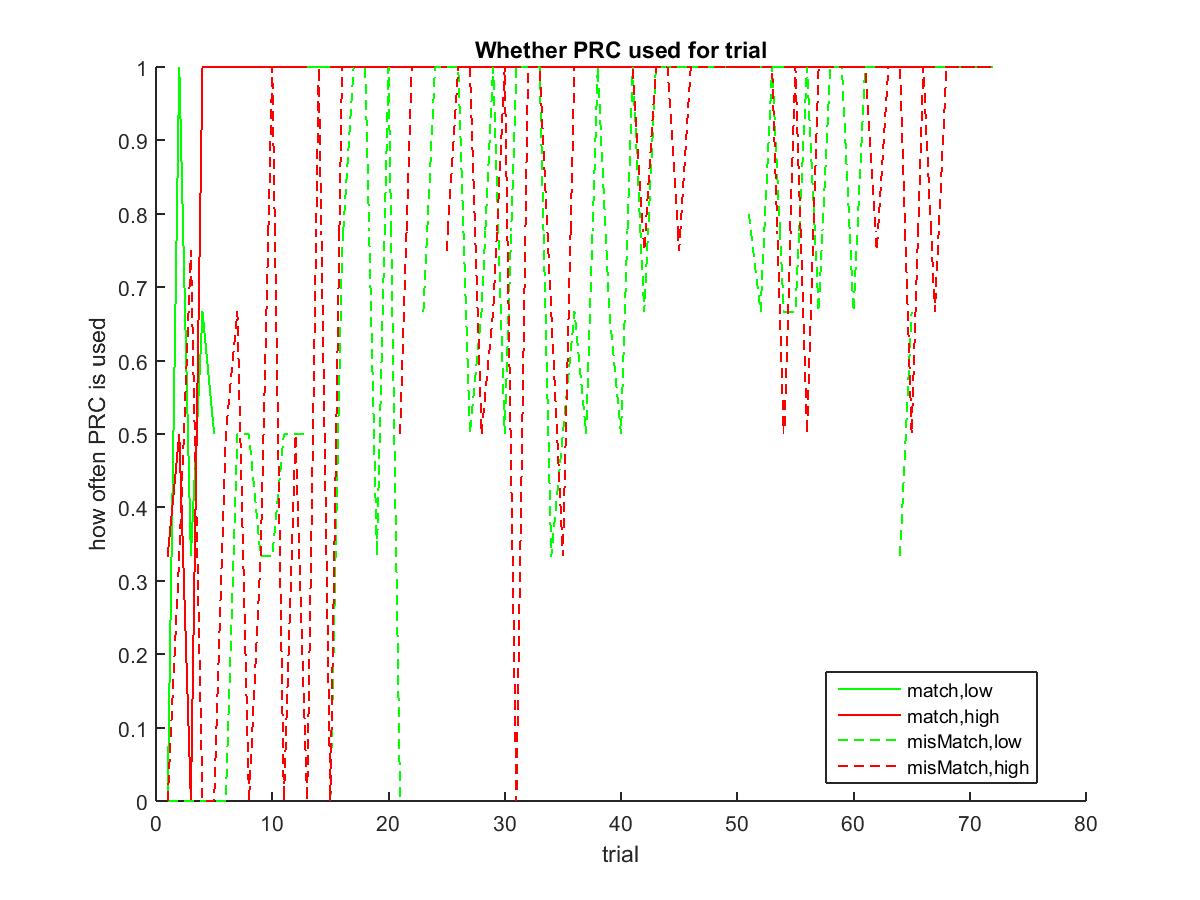 Whether PRC used for trial
how often PRC is used
1
0.9
0.8
0.7
0.6
0.5
0.4
0.3
0.2
0.1
0
0 10 20 30 40 50 60 70 80
trial
match,low
match,high
misMatch,low
misMatch,high